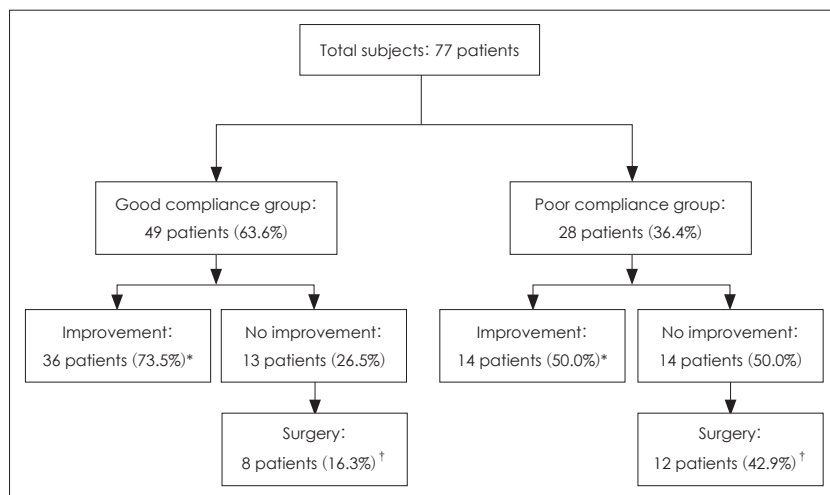 Total subjects: 77 patients
Good compliance group:
49 patients (63.6%)
Poor compliance group:
28 patients (36.4%)
Improvement:
36 patients (73.5%)*
No improvement:
13 patients (26.5%)
Improvement:
14 patients (50.0%)*
No improvement:
14 patients (50.0%)
Surgery:
8 patients (16.3%)†
Surgery:
12 patients (42.9%)†